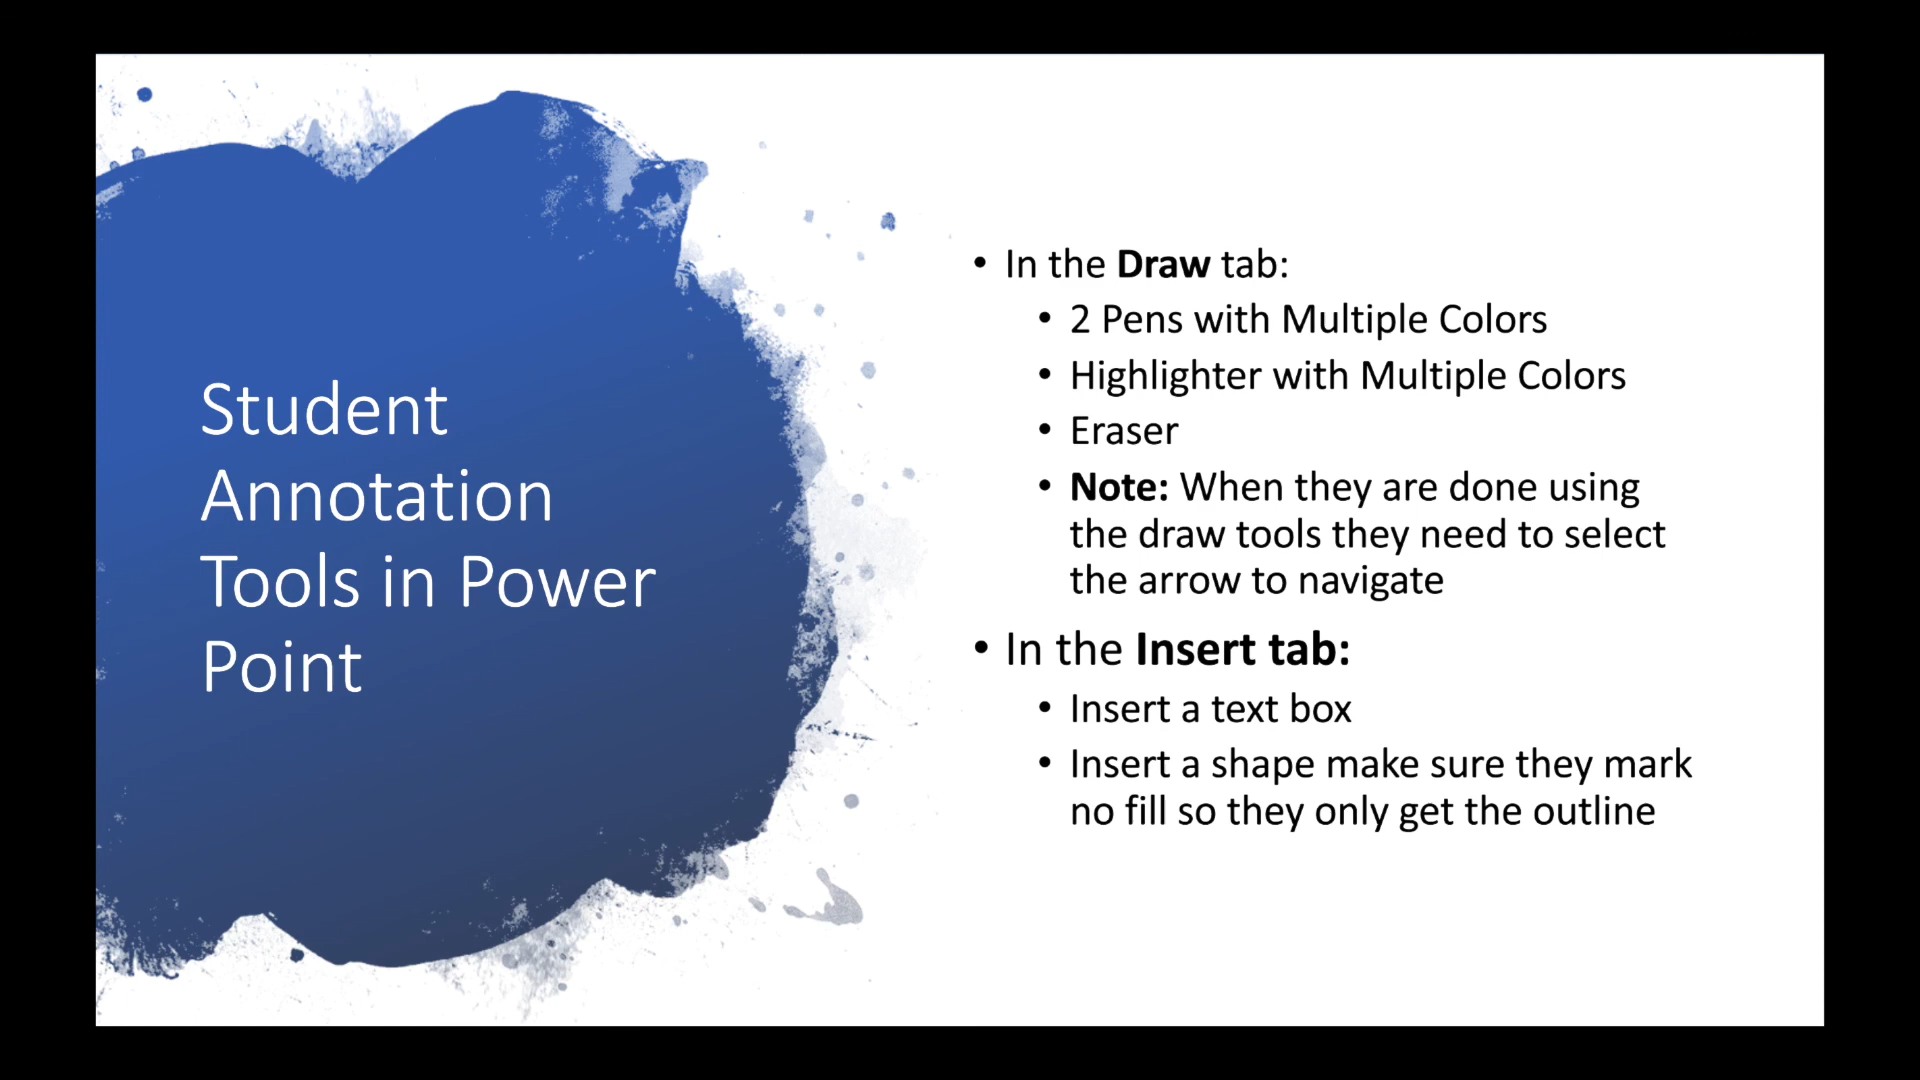 Student
Annotation
Tools in Power
Point
• In the Draw tab:
• 2 Pens with Multiple Colors
• Highlighter with Multiple Colors
• Eraser
• Note: When they are done using
the draw tools they need to select
the arrow to navigate
• In the Insert tab:
• Insert a text box
• Insert a shape make sure they mark
no fill so they only get the outline